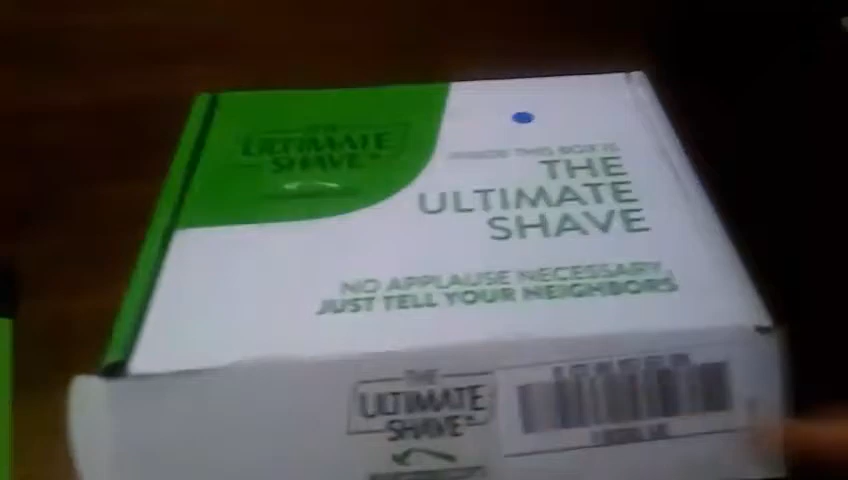 THE
ULTIMATE
SHAVE
INSIDE THIS BOX IS
THE
ULTIMATE
SHAVE
NO APPLAUSE NECESSARY,
JUST TELL YOUR NEIGHBORS
THE
ULTIMATE
SHAVE